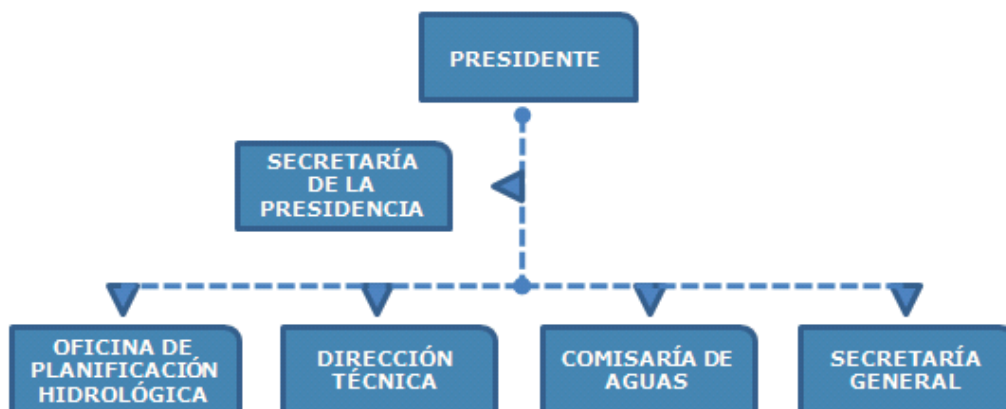 PRESIDENTE
SECRETARÍA
DE LA
PRESIDENCIA
OFICINA DE
PLANIFICACIÓN
HIDROLÓGICA
DIRECCIÓN
TÉCNICA
COMISARÍA DE
AGUAS
SECRETARÍA
GENERAL